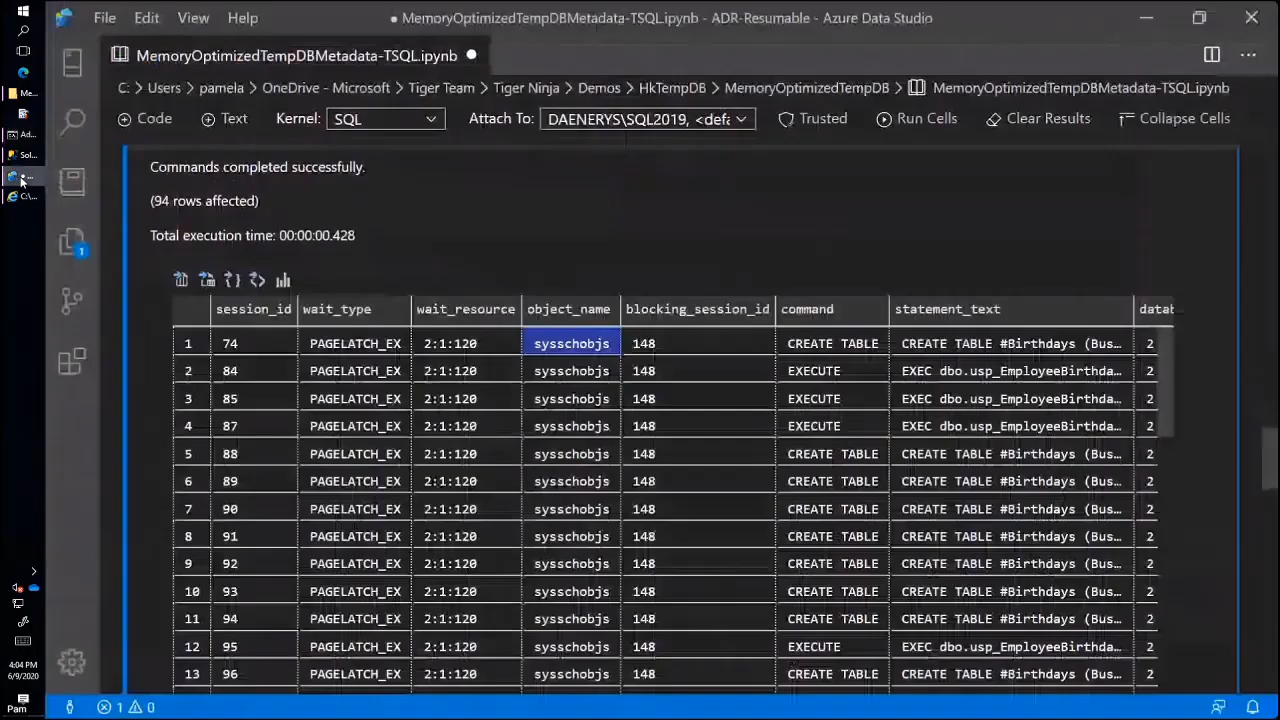 File Edit View Help
● MemoryOptimizedTempDBMetadata-TSQL.ipynb - ADR-Resumable - Azure Data Studio
MemoryOptimizedTempDBMetadata-TSQL.ipynb ●
C: > Users > pamela > OneDrive - Microsoft > Tiger Team > Tiger Ninja > Demos > HkTempDB > MemoryOptimizedTempDB > MemoryOptimizedTempDBMetadata-TSQL.ipynb
Code Text Kernel: SQL Attach To: DAENERYS\SQL2019, <defa Trusted Run Cells Clear Results Collapse Cells
Commands completed successfully.
(94 rows affected)
Total execution time: 00:00:00.428
session_id wait_type wait_resource object_name blocking_session_id command statement_text datab
1 74 PAGELATCH_EX 2:1:120 sysschobjs 148 CREATE TABLE CREATE TABLE #Birthdays (Bus… 2
2 84 PAGELATCH_EX 2:1:120 sysschobjs 148 EXECUTE EXEC dbo.usp_EmployeeBirthda… 2
3 85 PAGELATCH_EX 2:1:120 sysschobjs 148 EXECUTE EXEC dbo.usp_EmployeeBirthda… 2
4 87 PAGELATCH_EX 2:1:120 sysschobjs 148 EXECUTE EXEC dbo.usp_EmployeeBirthda… 2
5 88 PAGELATCH_EX 2:1:120 sysschobjs 148 CREATE TABLE CREATE TABLE #Birthdays (Bus… 2
6 89 PAGELATCH_EX 2:1:120 sysschobjs 148 CREATE TABLE CREATE TABLE #Birthdays (Bus… 2
7 90 PAGELATCH_EX 2:1:120 sysschobjs 148 CREATE TABLE CREATE TABLE #Birthdays (Bus… 2
8 91 PAGELATCH_EX 2:1:120 sysschobjs 148 CREATE TABLE CREATE TABLE #Birthdays (Bus… 2
9 92 PAGELATCH_EX 2:1:120 sysschobjs 148 CREATE TABLE CREATE TABLE #Birthdays (Bus… 2
10 93 PAGELATCH_EX 2:1:120 sysschobjs 148 CREATE TABLE CREATE TABLE #Birthdays (Bus… 2
11 94 PAGELATCH_EX 2:1:120 sysschobjs 148 CREATE TABLE CREATE TABLE #Birthdays (Bus… 2
12 95 PAGELATCH_EX 2:1:120 sysschobjs 148 EXECUTE EXEC dbo.usp_EmployeeBirthda… 2
13 96 PAGELATCH_EX 2:1:120 sysschobjs 148 CREATE TABLE CREATE TABLE #Birthdays (Bus… 2
1
1 0
Me...
Ad...
Sol...
C:\...
4:04 PM
6/9/2020
Pam